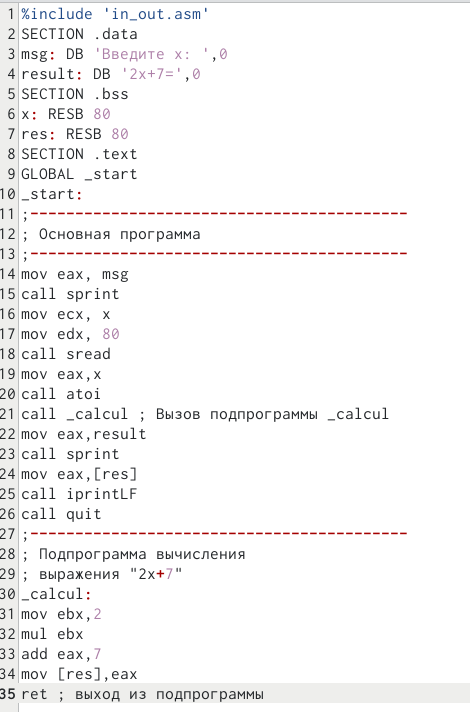 1 %include 'in_out.asm'
2 SECTION .data
3 msg: DB 'Введите x: ',0
4 result: DB '2x+7=',0
5 SECTION .bss
6 x: RESB 80
7 res: RESB 80
8 SECTION .text
9 GLOBAL _start
10 _start:
11 ;------------------------------------------
12 ; Основная программа
13 ;------------------------------------------
14 mov eax, msg
15 call sprint
16 mov ecx, x
17 mov edx, 80
18 call sread
19 mov eax,x
20 call atoi
21 call _calcul ; Вызов подпрограммы _calcul
22 mov eax,result
23 call sprint
24 mov eax,[res]
25 call iprintLF
26 call quit
27 ;------------------------------------------
28 ; Подпрограмма вычисления
29 ; выражения "2x+7"
30 _calcul:
31 mov ebx,2
32 mul ebx
33 add eax,7
34 mov [res],eax
35 ret ; выход из подпрограммы